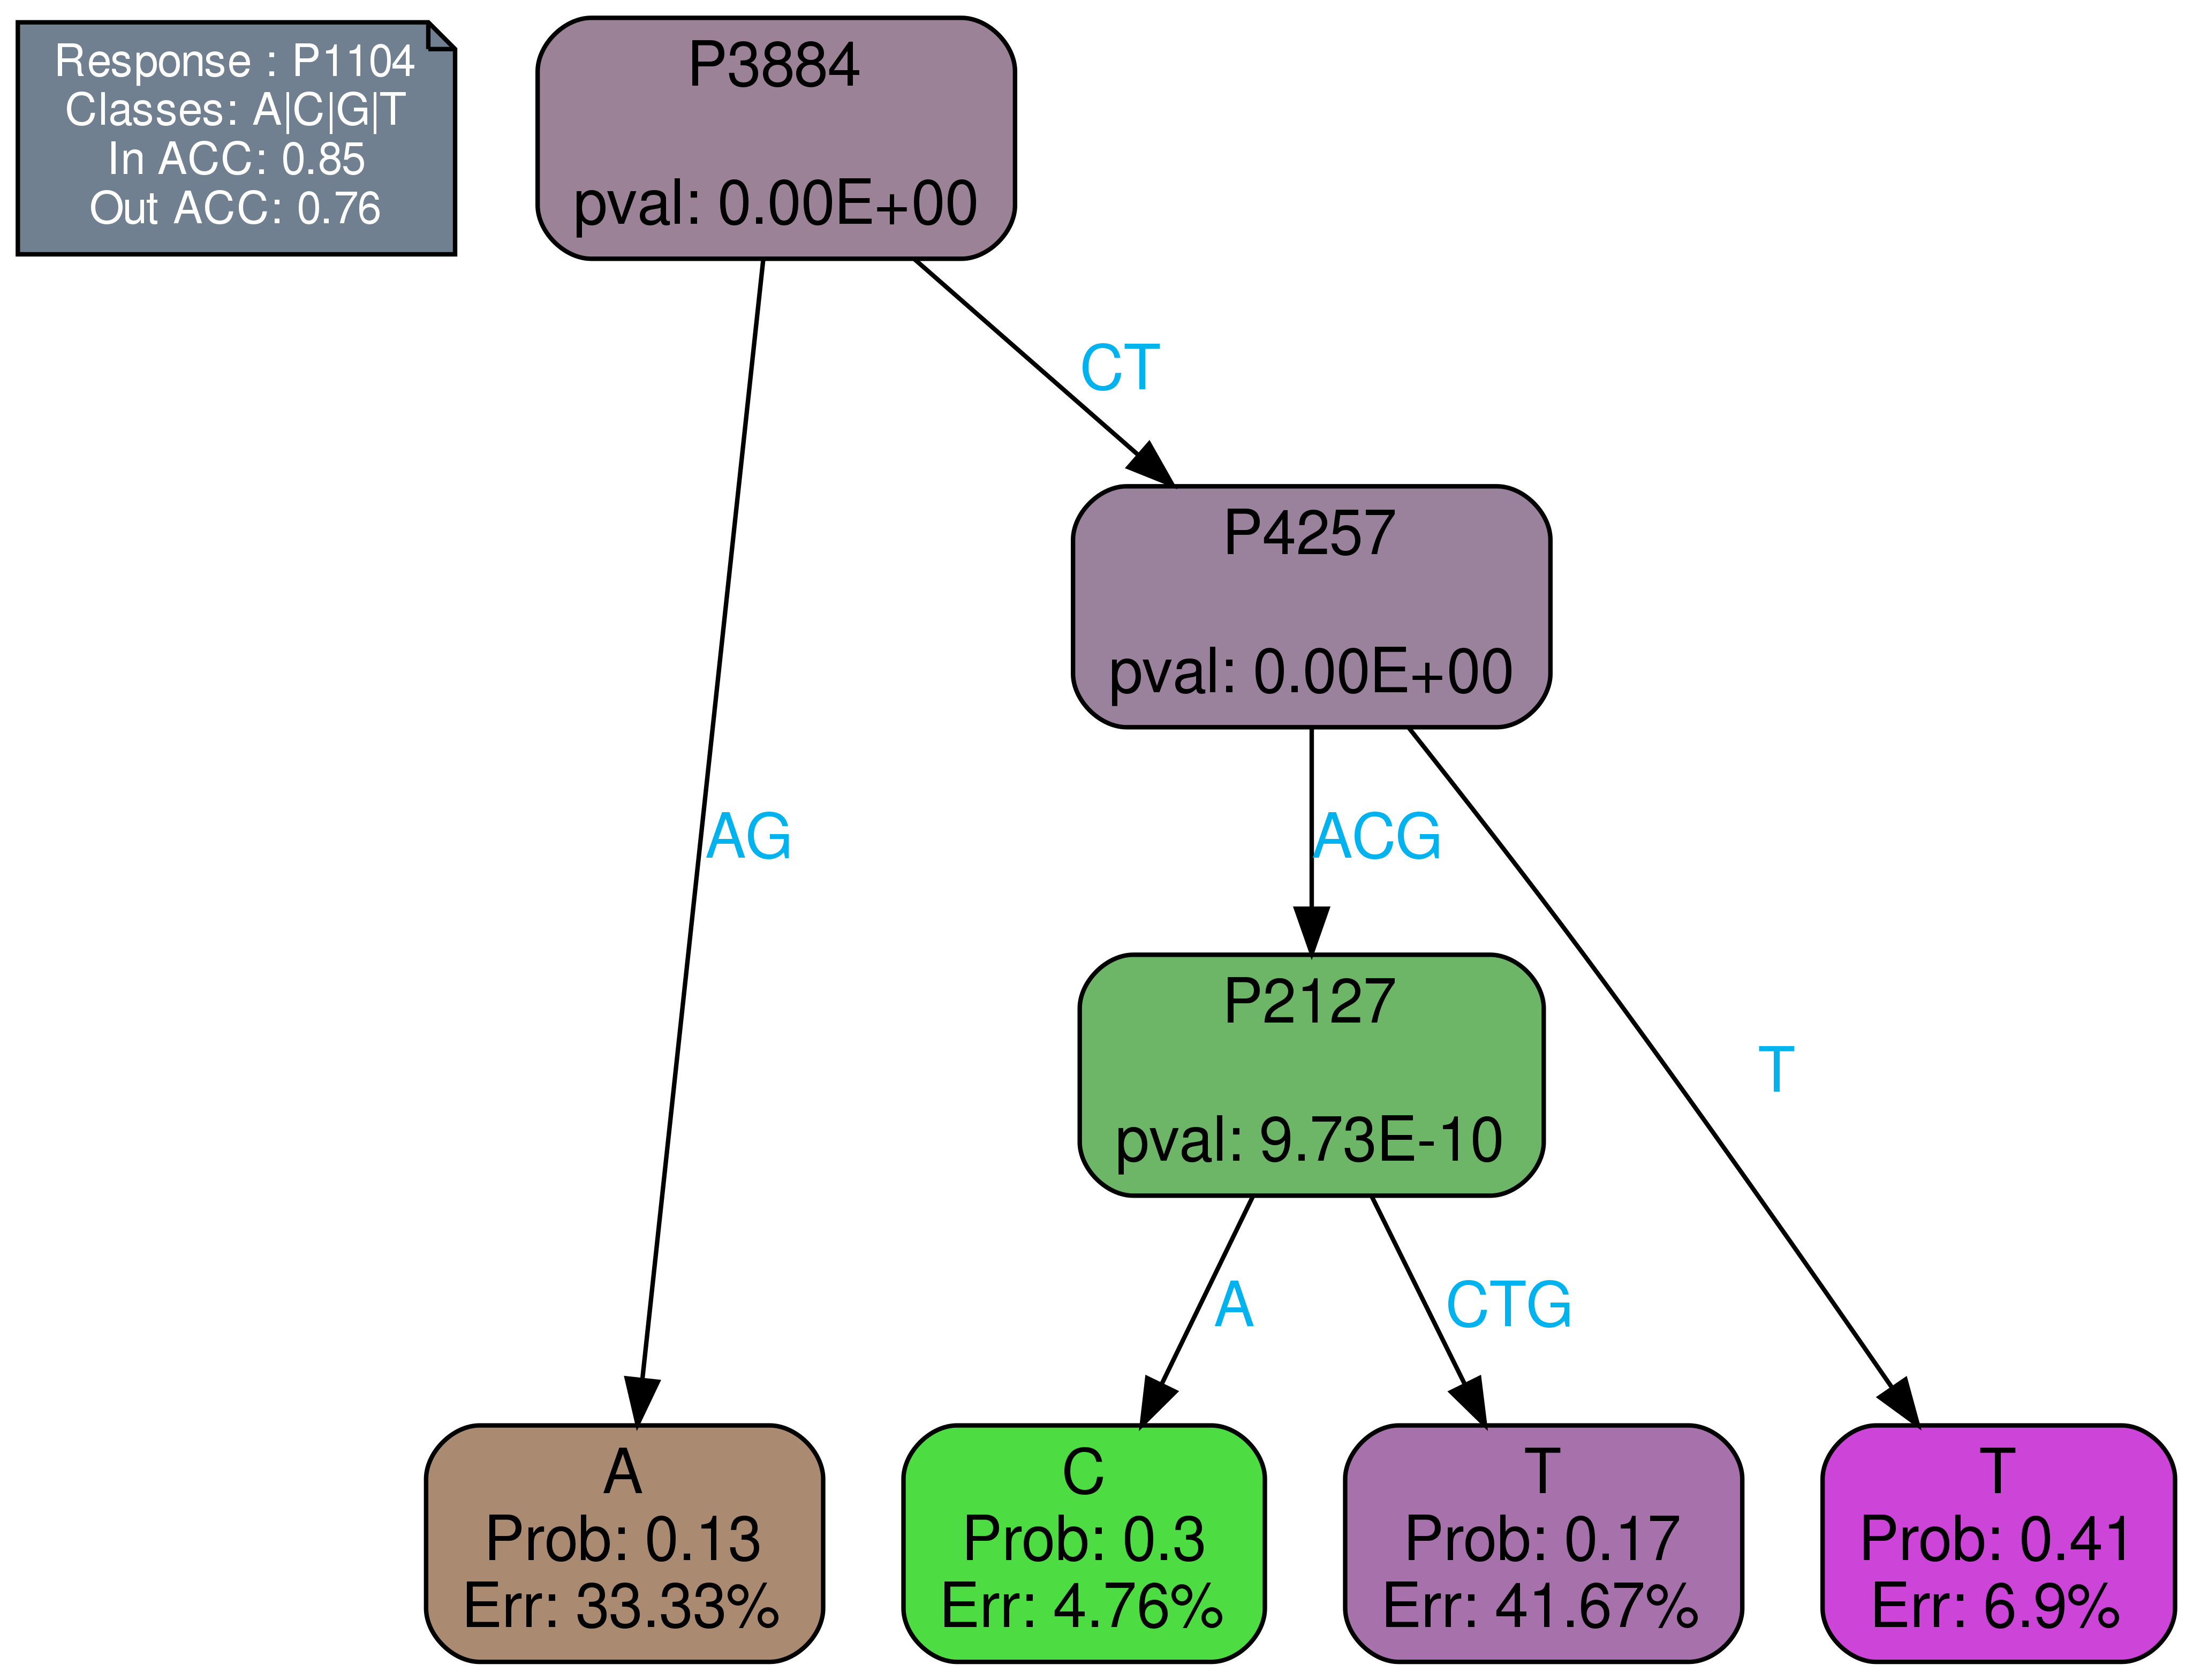 Response : P1104
Classes: A|C|G|T
In ACC: 0.85
Out ACC: 0.76
P3884
pval: 0.00E+00
CT
P4257
pval: 0.00E+00
AG
ACG
P2127
pval: 9.73E-10
T
A
CTG
A
Prob: 0.13
Err: 33.33%
C
Prob: 0.3
Err: 4.76%
T
Prob: 0.17
Err: 41.67%
T
Prob: 0.41
Err: 6.9%